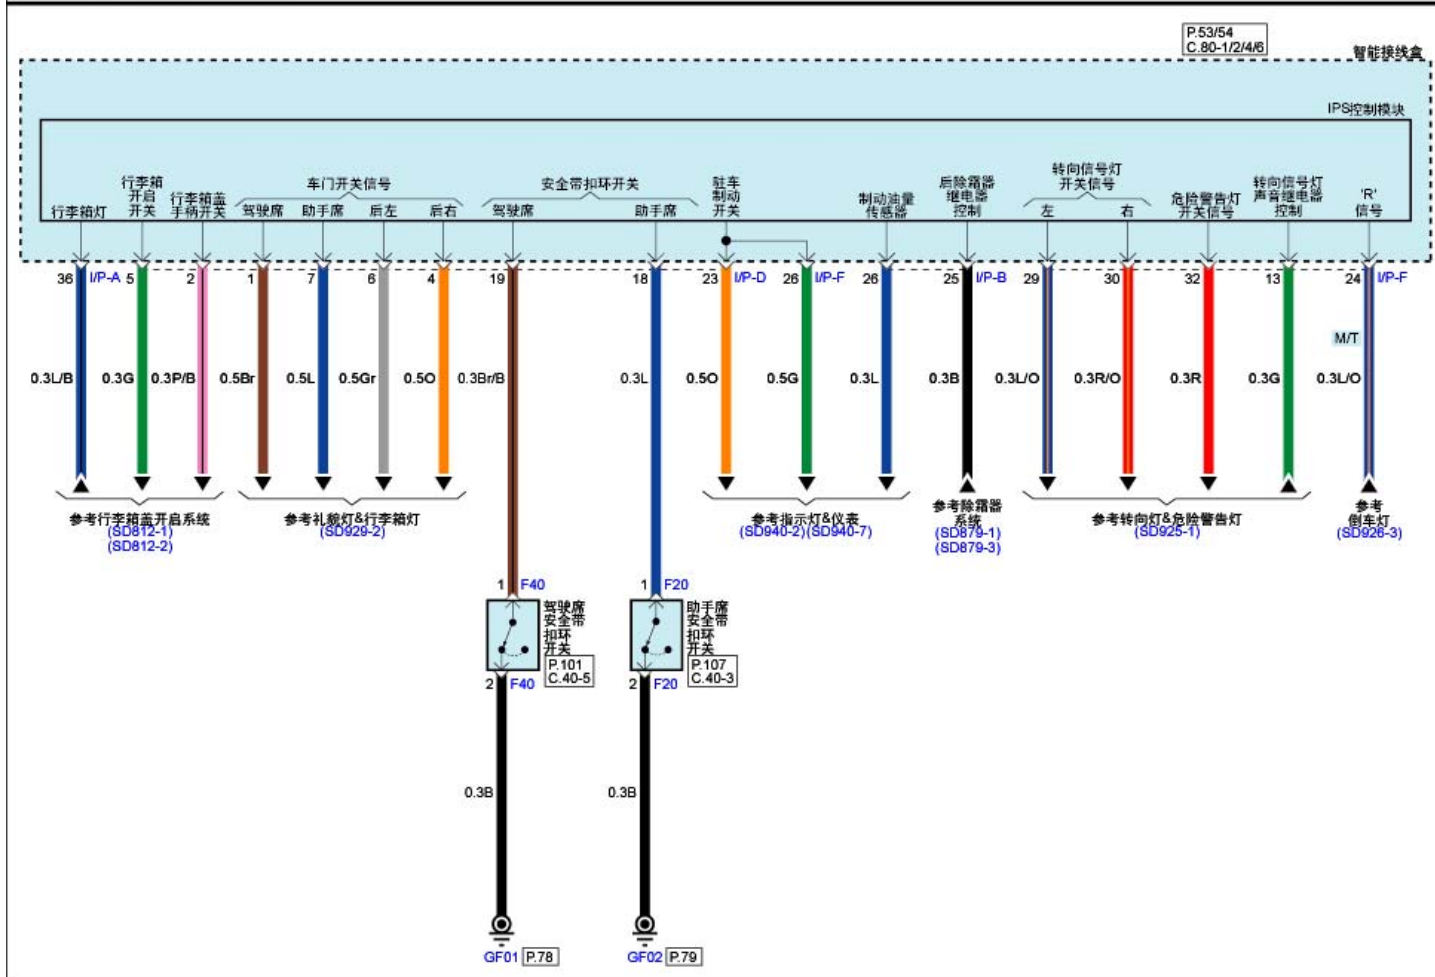 P.53/54
C.80-1/2/4/6
智能接线盒
IPS控制模块
行李箱灯
行李箱
开启
开关
行李箱盖
手柄开关
车门开关信号
驾驶席
助手席
后左
后右
安全带扣环开关
驾驶席
助手席
驻车
制动
开关
制动油量
传感器
后除霜器
继电器
控制
转向信号灯
开关信号
左
右
危险警告灯
开关信号
转向信号灯
声音继电器
控制
'R'
信号
36 I/P-A 5 2 1 7 6 4 19 18 23 I/P-D 26 I/P-F 26 25 I/P-B 29 30 32 13 24 I/P-F
M/T
0.3L/B 0.3G 0.3P/B 0.5Br 0.5L 0.5Gr 0.5O 0.3Br/B 0.3L 0.5O 0.5G 0.3L 0.3B 0.3L/O 0.3R/O 0.3R 0.3G 0.3L/O
参考行李箱盖开启系统
(SD812-1)
(SD812-2)
参考礼貌灯&行李箱灯
(SD929-2)
参考指示灯&仪表
(SD940-2)(SD940-7)
参考除霜器
系统
(SD879-1)
(SD879-3)
参考转向灯&危险警告灯
(SD925-1)
参考
倒车灯
(SD926-3)
1 F40
驾驶席
安全带
扣环
开关
P.101
C.40-5
2 F40
1 F20
助手席
安全带
扣环
开关
P.107
C.40-3
2 F20
0.3B
0.3B
GF01 P.78
GF02 P.79